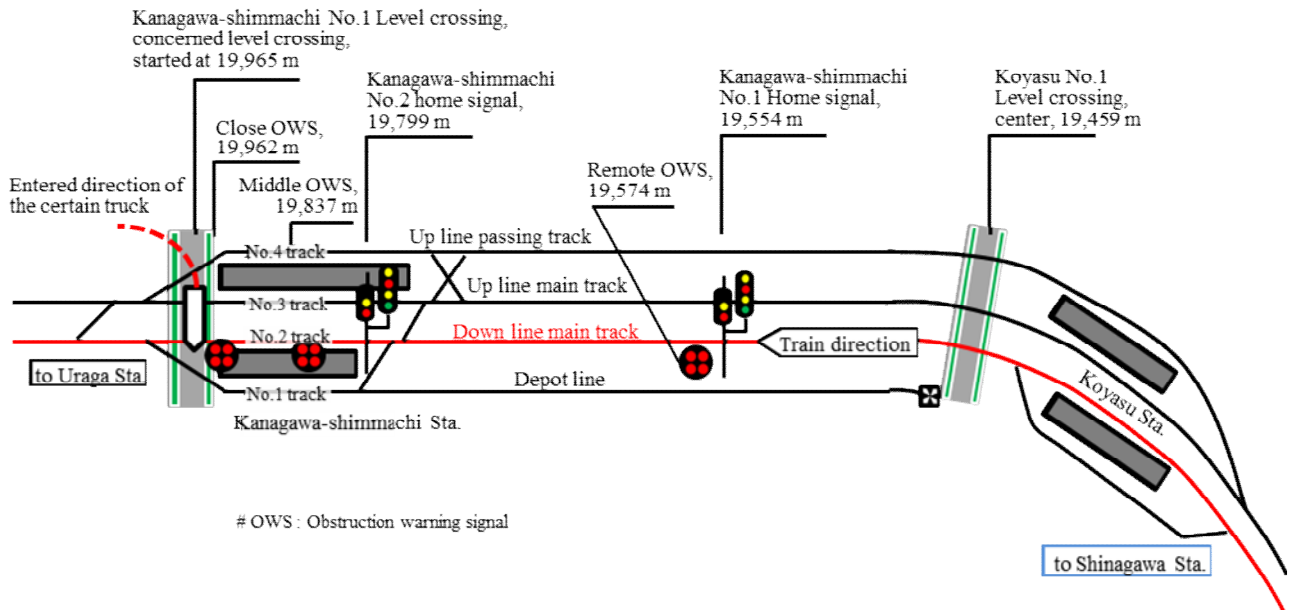 Kanagawa-shimmachi No.1 Level crossing,
concerned level crossing,
started at 19,965 m
Kanagawa-shimmachi
No.2 home signal,
19,799 m
Kanagawa-shimmachi
No.1 Home signal,
19,554 m
Koyasu No.1
Level crossing,
center, 19,459 m
Close OWS,
19,962 m
Remote OWS,
19,574 m
Entered direction of
the certain truck
Middle OWS,
19,837 m
No.4 track
Up line passing track
No.3 track
Up line main track
No.2 track
Down line main track
Train direction
to Uraga Sta.
No.1 track
Depot line
Koyasu Sta.
Kanagawa-shimmachi Sta.
# OWS : Obstruction warning signal
to Shinagawa Sta.